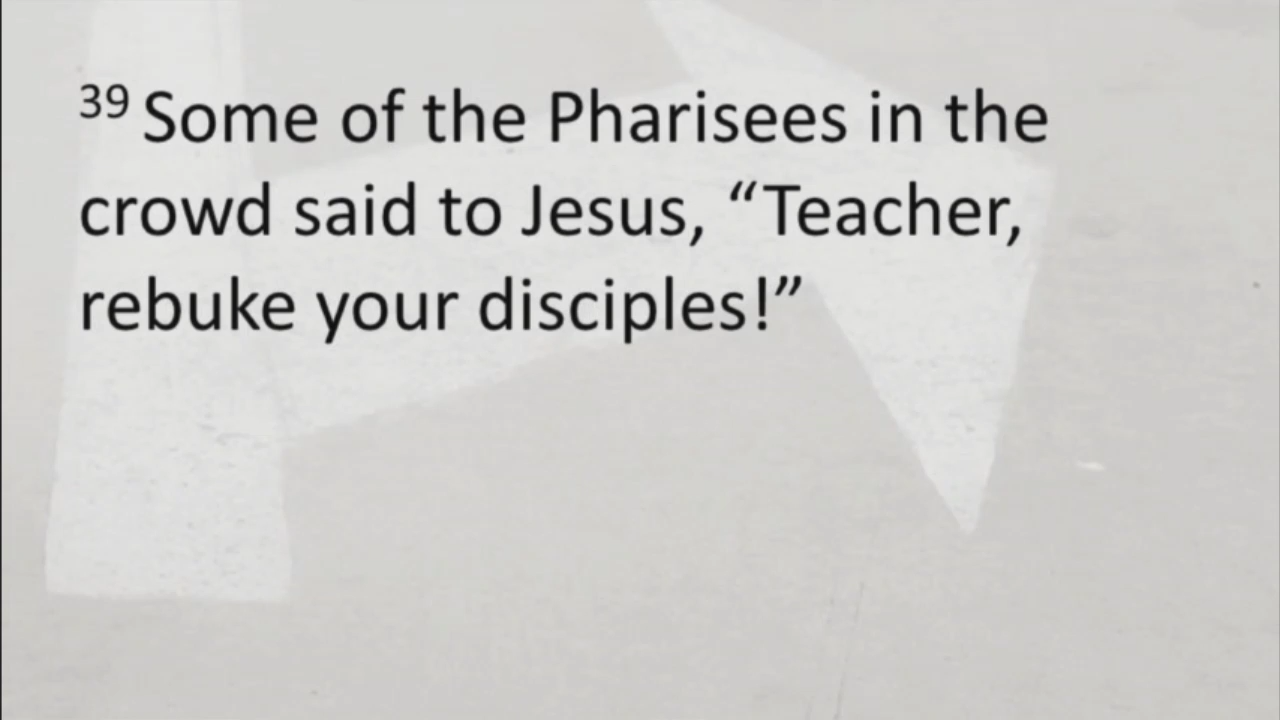 39 Some of the Pharisees in the
crowd said to Jesus, “Teacher,
rebuke your disciples!”